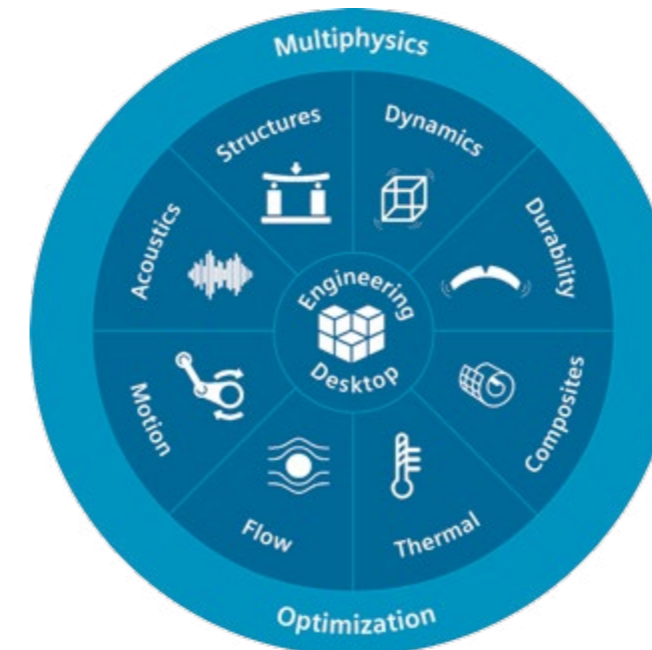 Multiphysics
Structures
Dynamics
Acoustics
Durability
Engineering
Desktop
Motion
Composites
Flow
Thermal
Optimization